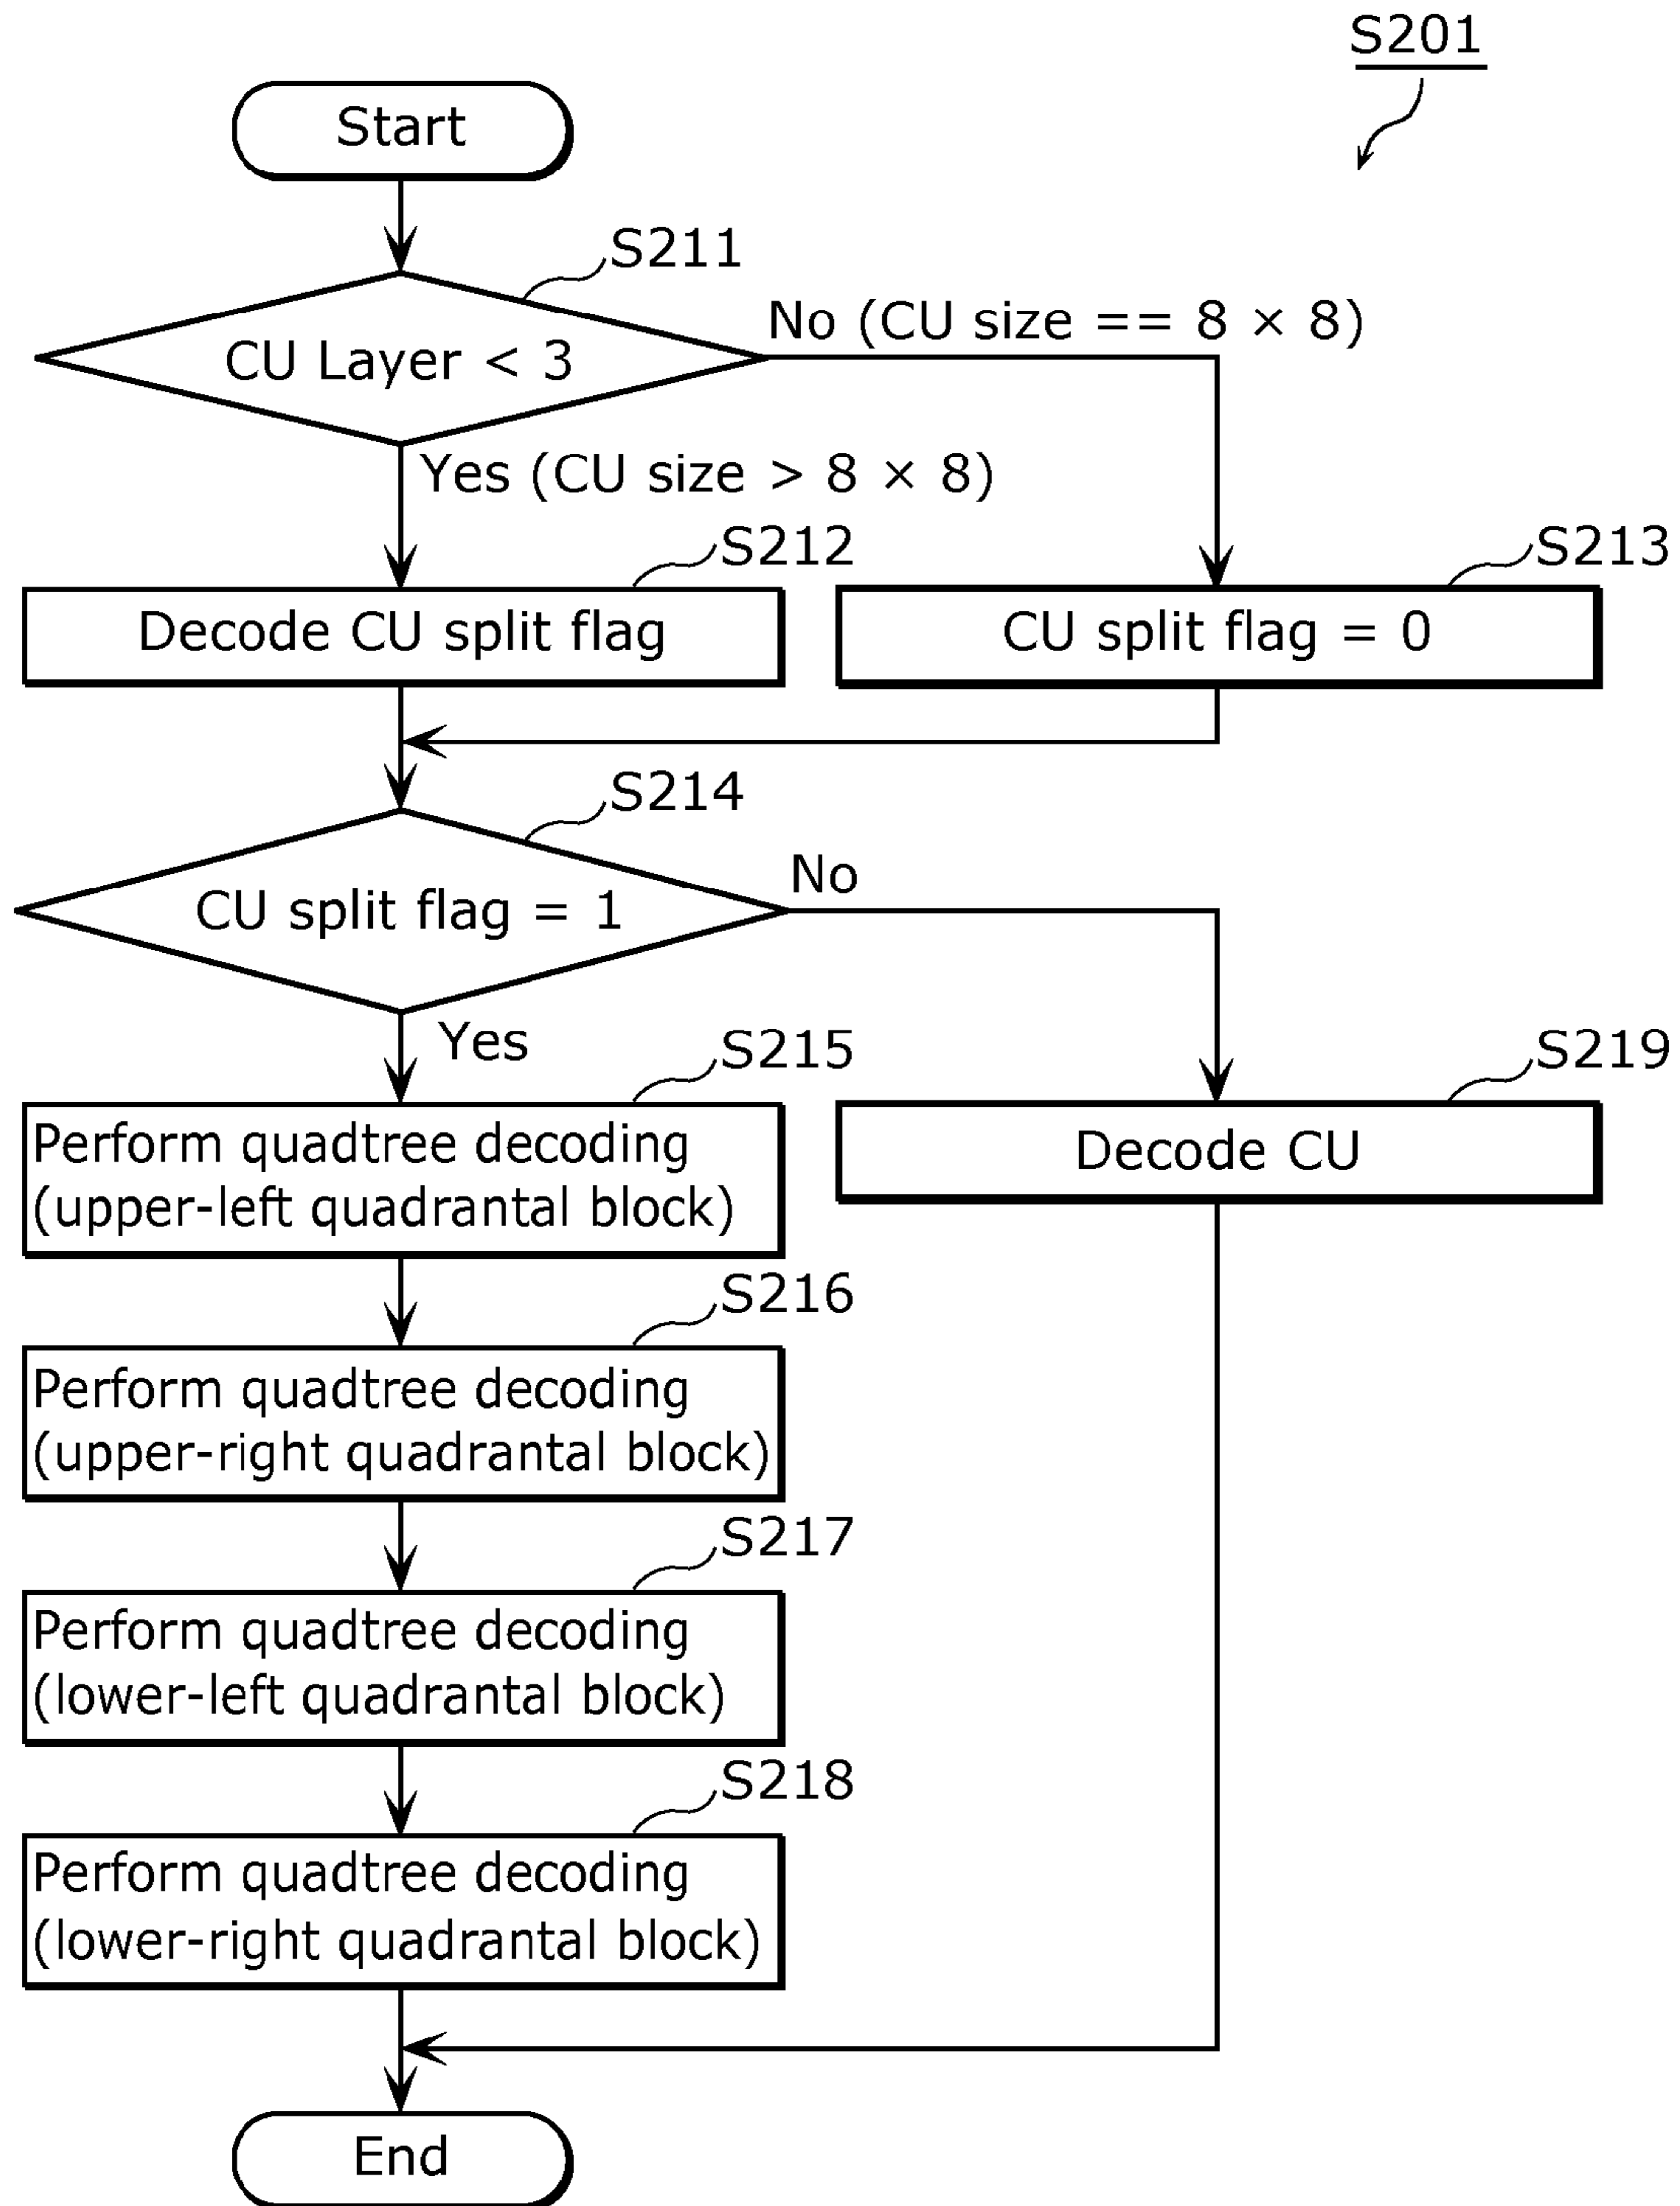 S201
Start
S211
CU Layer < 3
No (CU size == 8 × 8)
Yes (CU size > 8 × 8)
S212
Decode CU split flag
S213
CU split flag = 0
S214
CU split flag = 1
No
Yes
S215
Perform quadtree decoding
(upper-left quadrantal block)
S219
Decode CU
S216
Perform quadtree decoding
(upper-right quadrantal block)
S217
Perform quadtree decoding
(lower-left quadrantal block)
S218
Perform quadtree decoding
(lower-right quadrantal block)
End